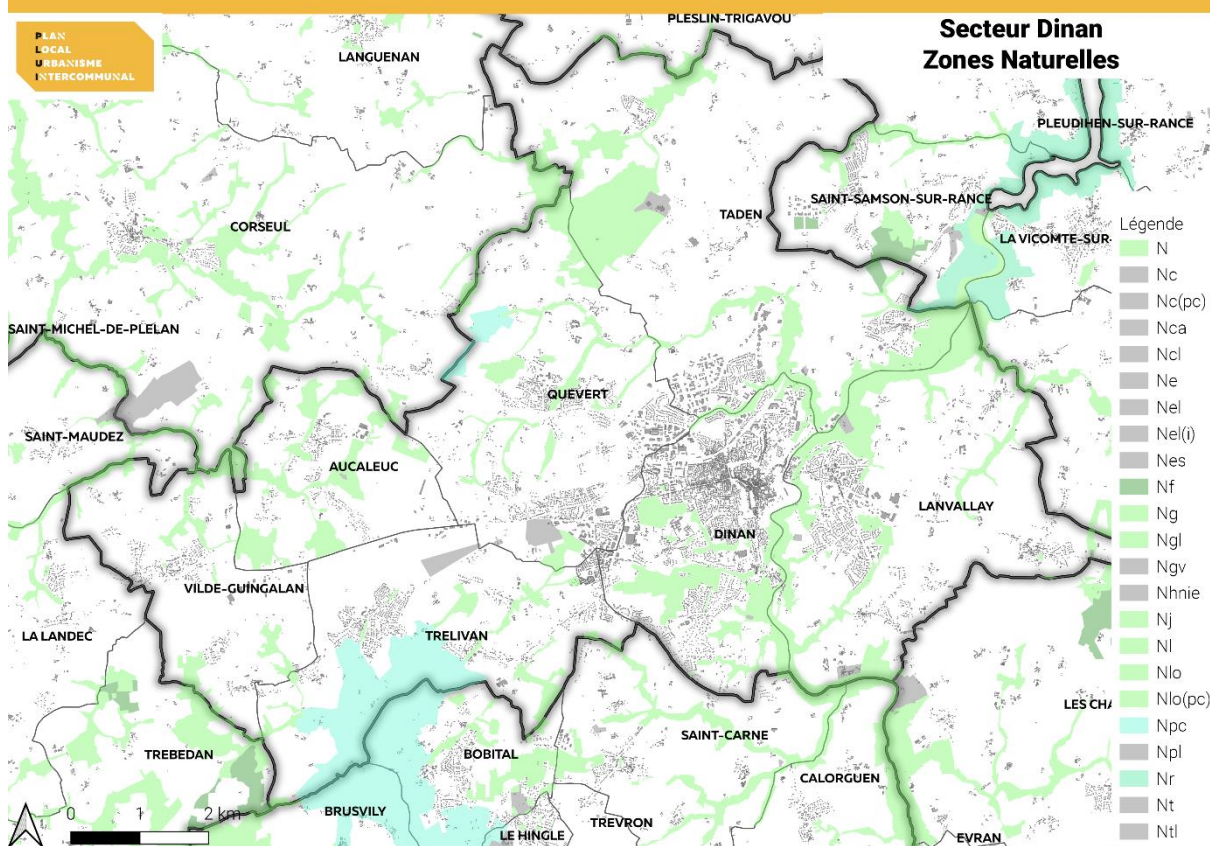 PLAN
LOCAL
URBANISME
INTERCOMMUNAL
Secteur Dinan
Zones Naturelles
PLESLIN-TRIGAVOU
LANGUENAN
PLEUDIHEN-SUR-RANCE
SAINT-SAMSON-SUR-RANCE
TADEN
CORSEUL
LA VICOMTE-SUR-
SAINT-MICHEL-DE-PLELAN
QUEVERT
SAINT-MAUDEZ
AUCALEUC
LANVALLAY
DINAN
VILDE-GUINGALAN
LA LANDEC
TRELIVAN
LES CHA
SAINT-CARNE
TREBEDAN
BOBITAL
CALORGUEN
BRUSVILY
TREVRON
LE HINGLE
EVRAN
0 1 2 km
Légende
N
Nc
Nc(pc)
Nca
Ncl
Ne
Nel
Nel(i)
Nes
Nf
Ng
Ngl
Ngv
Nhnie
Nj
Nl
Nlo
Nlo(pc)
Npc
Npl
Nr
Nt
Ntl